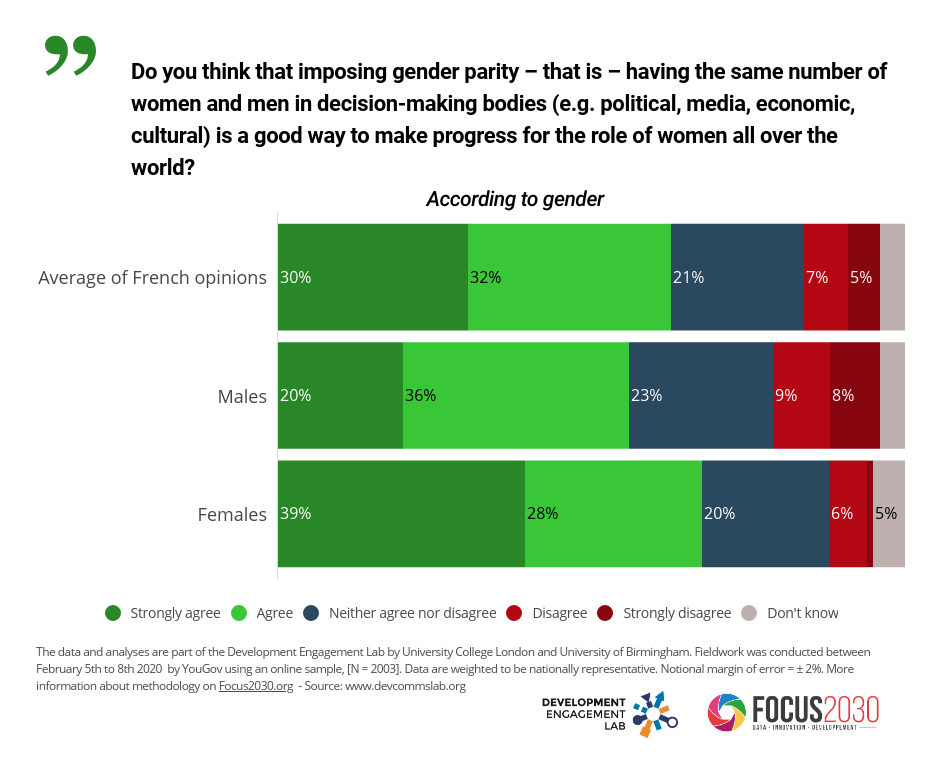 ”
Do you think that imposing gender parity – that is – having the same number of
women and men in decision-making bodies (e.g. political, media, economic,
cultural) is a good way to make progress for the role of women all over the
world?
According to gender
Average of French opinions 30% 32% 21% 7% 5%
Males 20% 36% 23% 9% 8%
Females 39% 28% 20% 6% 5%
Strongly agree Agree Neither agree nor disagree Disagree Strongly disagree Don't know
The data and analyses are part of the Development Engagement Lab by University College London and University of Birmingham. Fieldwork was conducted between
February 5th to 8th 2020 by YouGov using an online sample, [N = 2003]. Data are weighted to be nationally representative. Notional margin of error = ± 2%. More
information about methodology on Focus2030.org - Source: www.devcommslab.org
DEVELOPMENT
ENGAGEMENT
LAB
FOCUS2030
DATA · INNOVATION · DEVELOPPEMENT